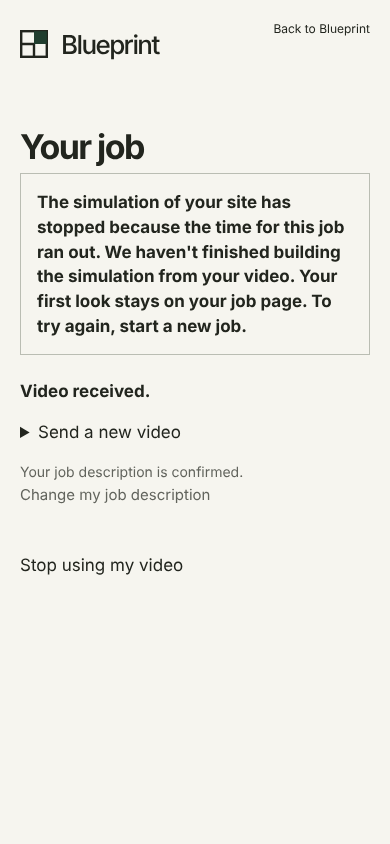 Back to Blueprint
Blueprint
Your job
The simulation of your site has
stopped because the time for this job
ran out. We haven't finished building
the simulation from your video. Your
first look stays on your job page. To
try again, start a new job.
Video received.
Send a new video
Your job description is confirmed.
Change my job description
Stop using my video